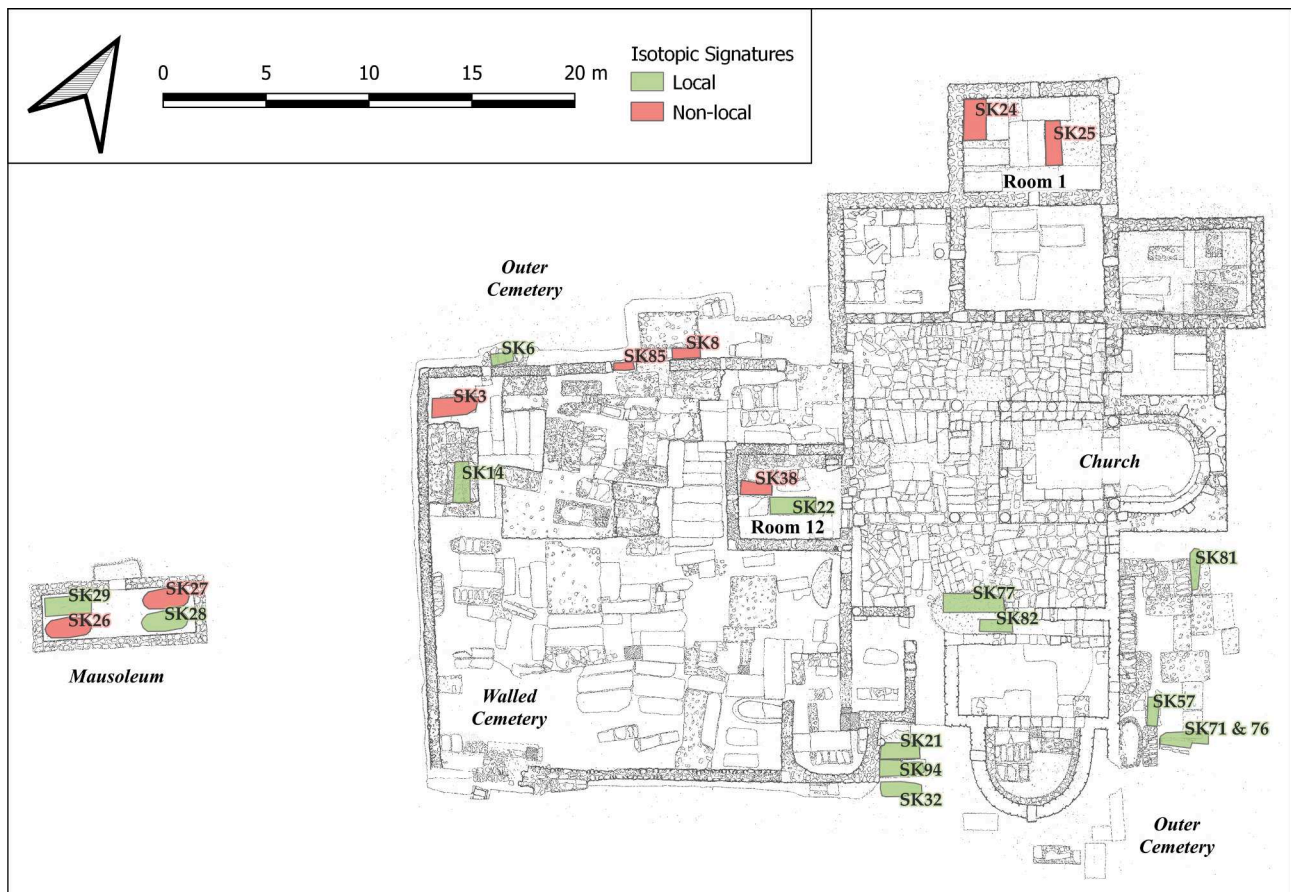 0 5 10 15 20 m
Isotopic Signatures
Local
Non-local
SK24
SK25
Room 1
Outer
Cemetery
SK6
SK85
SK8
SK3
SK14
SK38
SK22
Room 12
Church
SK81
SK29
SK27
SK26
SK28
Mausoleum
SK77
SK82
Walled
Cemetery
SK57
SK71 & 76
SK21
SK94
SK32
Outer
Cemetery